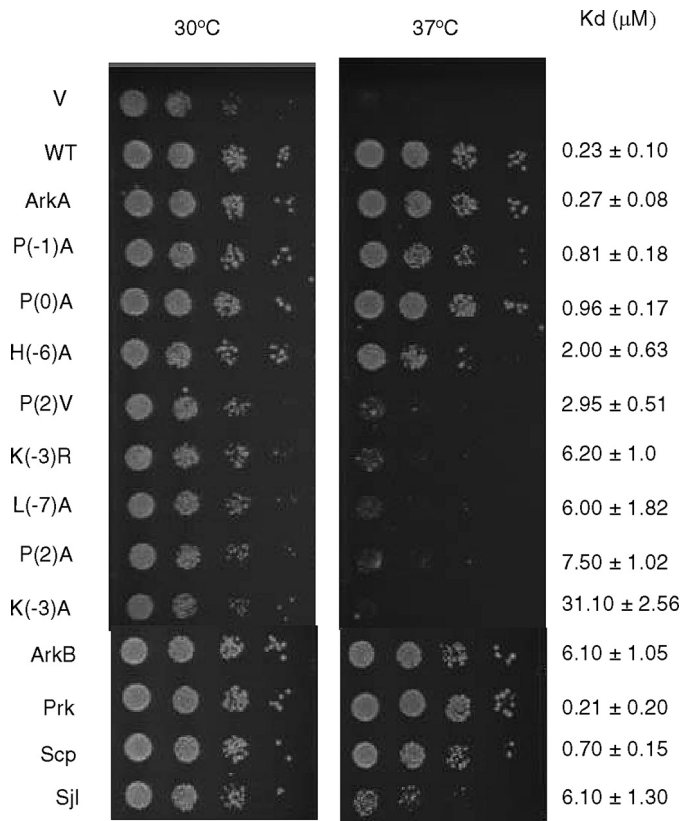 30ºC 37ºC Kd (µM)
V
WT 0.23 ± 0.10
ArkA 0.27 ± 0.08
P(-1)A 0.81 ± 0.18
P(0)A 0.96 ± 0.17
H(-6)A 2.00 ± 0.63
P(2)V 2.95 ± 0.51
K(-3)R 6.20 ± 1.0
L(-7)A 6.00 ± 1.82
P(2)A 7.50 ± 1.02
K(-3)A 31.10 ± 2.56
ArkB 6.10 ± 1.05
Prk 0.21 ± 0.20
Scp 0.70 ± 0.15
Sjl 6.10 ± 1.30